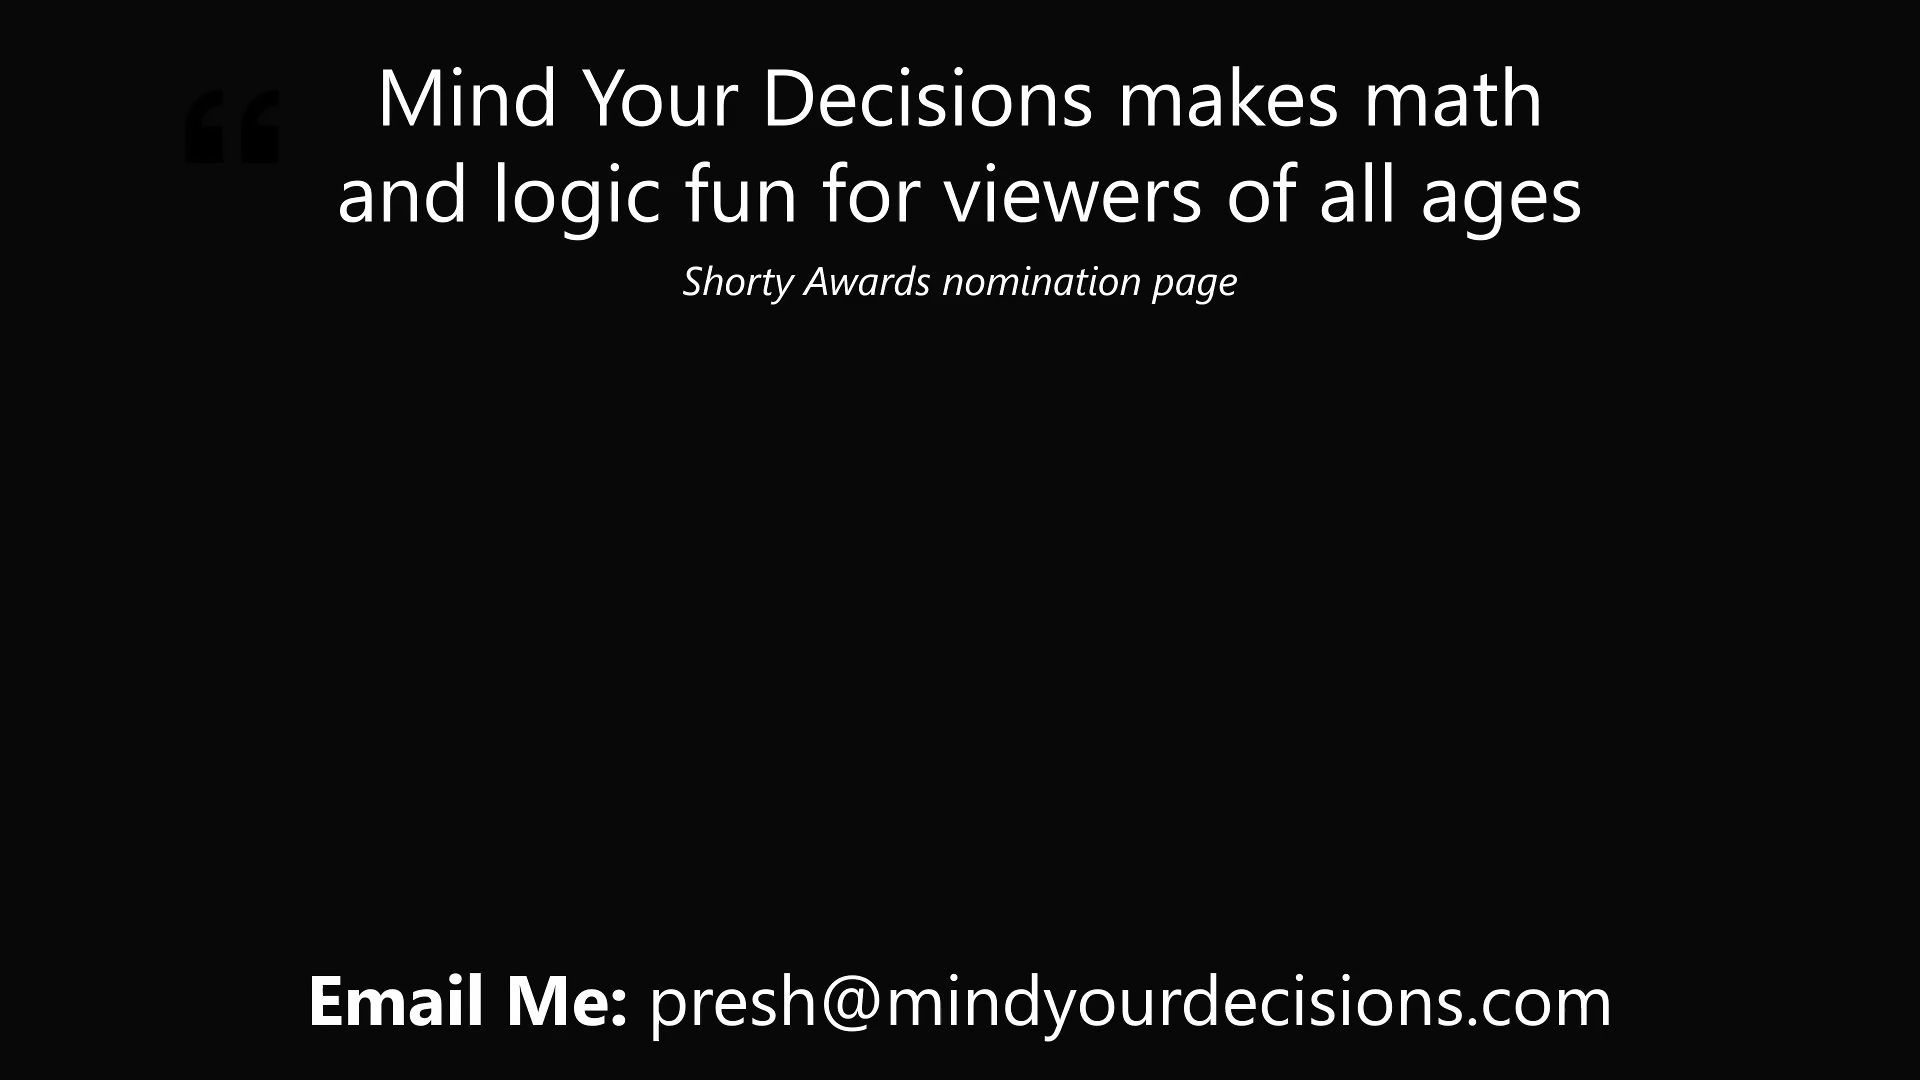 “
Mind Your Decisions makes math
and logic fun for viewers of all ages
Shorty Awards nomination page
Email Me: presh@mindyourdecisions.com